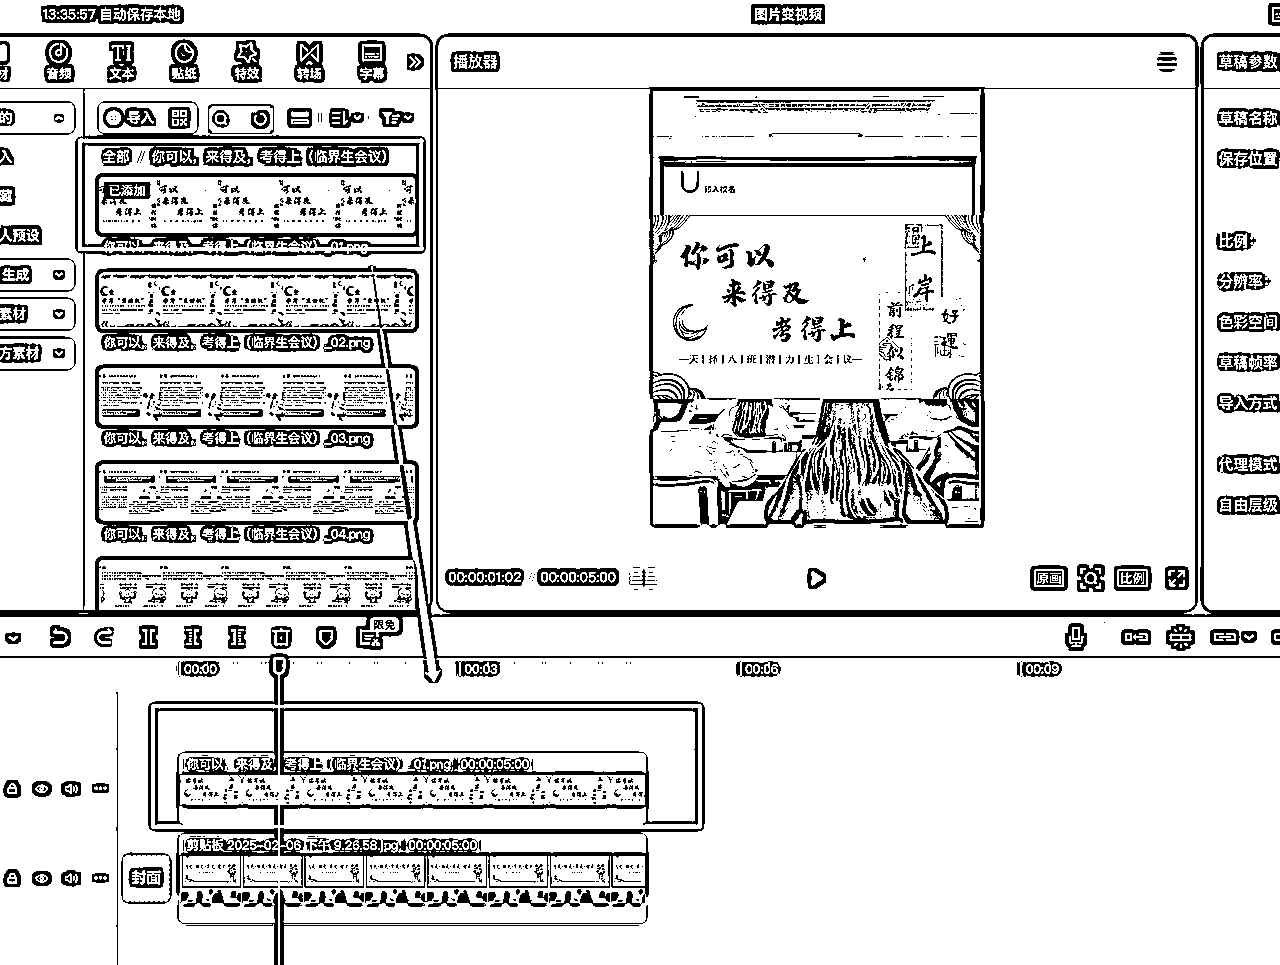 13:35:57 自动保存本地
图片变视频
音频
文本
贴纸
特效
转场
字幕
播放器
草稿参数
导入
全部 // 你可以，来得及，考得上（临界生会议）
已添加
你可以，来得及，考得上（临界生会议）_01.png
你可以，来得及，考得上（临界生会议）_02.png
你可以，来得及，考得上（临界生会议）_03.png
你可以，来得及，考得上（临界生会议）_04.png
的
入
人预设
生成
素材
方素材
你可以
来得及
考得上
天择八班潜力生会议
上岸
前程似锦
好運
草稿名称
保存位置
比例
分辨率
色彩空间
草稿帧率
导入方式
代理模式
自由层级
00:00:01:02 00:00:05:00
原画
比例
限免
00:00
00:03
00:06
00:09
你可以，来得及，考得上（临界生会议）_01.png 00:00:05:00
剪贴板 2025-02-06 下午 9.26.58.jpg 00:00:05:00
封面